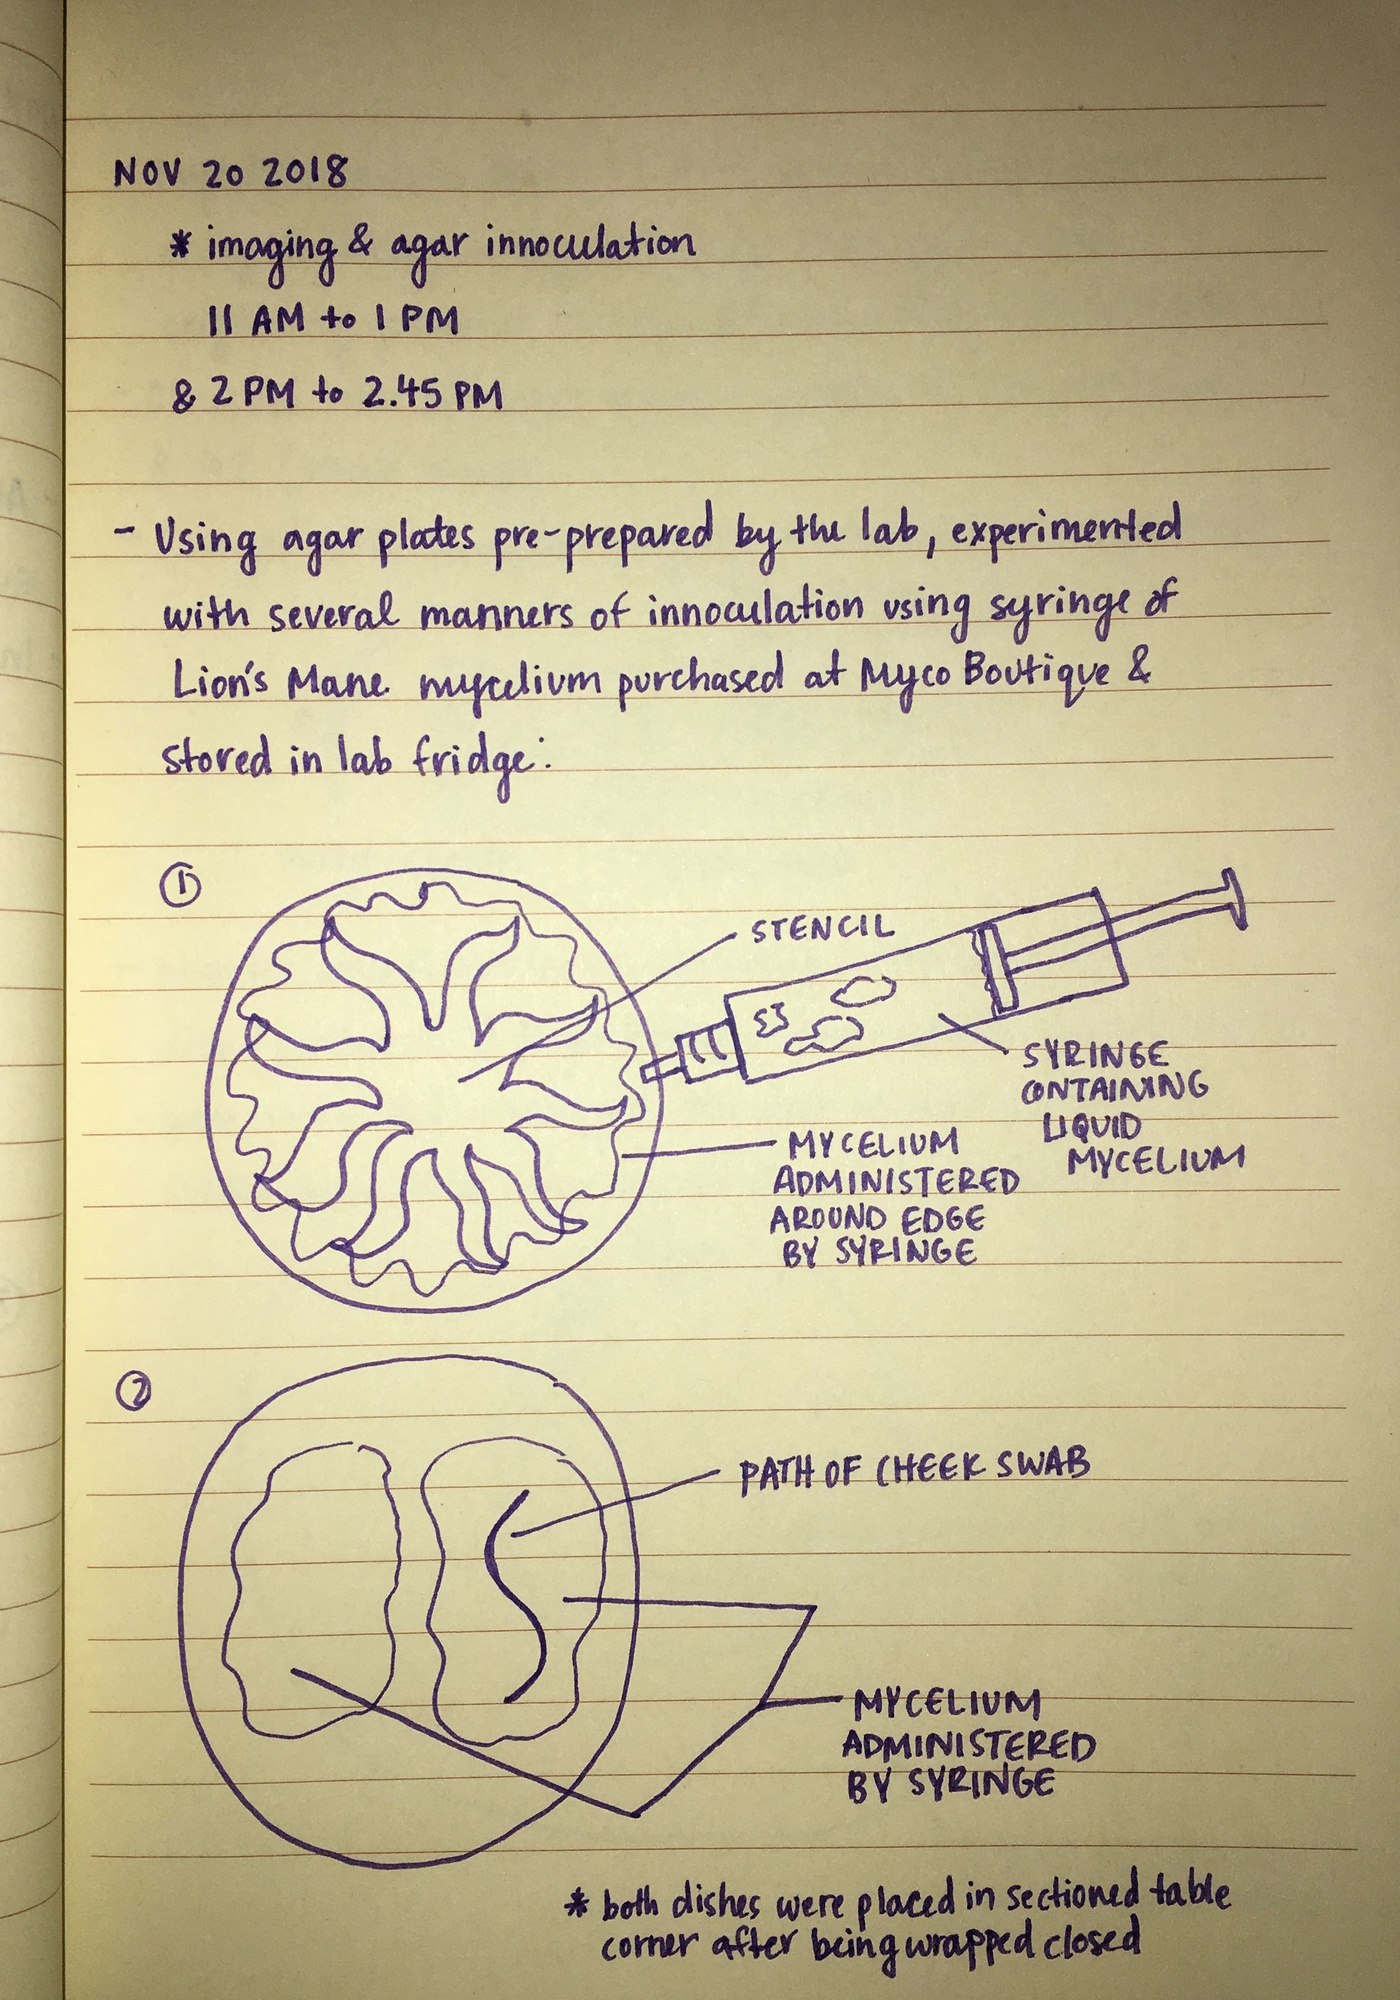 NOV 20 2018
* imaging & agar innoculation
11 AM to 1 PM
& 2 PM to 2.45 PM
- Using agar plates pre-prepared by the lab, experimented
with several manners of innoculation using syringe of
Lion's Mane mycelium purchased at Myco Boutique &
stored in lab fridge:
①
STENCIL
SYRINGE
CONTAINING
LIQUID
MYCELIUM
MYCELIUM
ADMINISTERED
AROUND EDGE
BY SYRINGE
②
PATH OF CHEEK SWAB
MYCELIUM
ADMINISTERED
BY SYRINGE
* both dishes were placed in sectioned table
corner after being wrapped closed